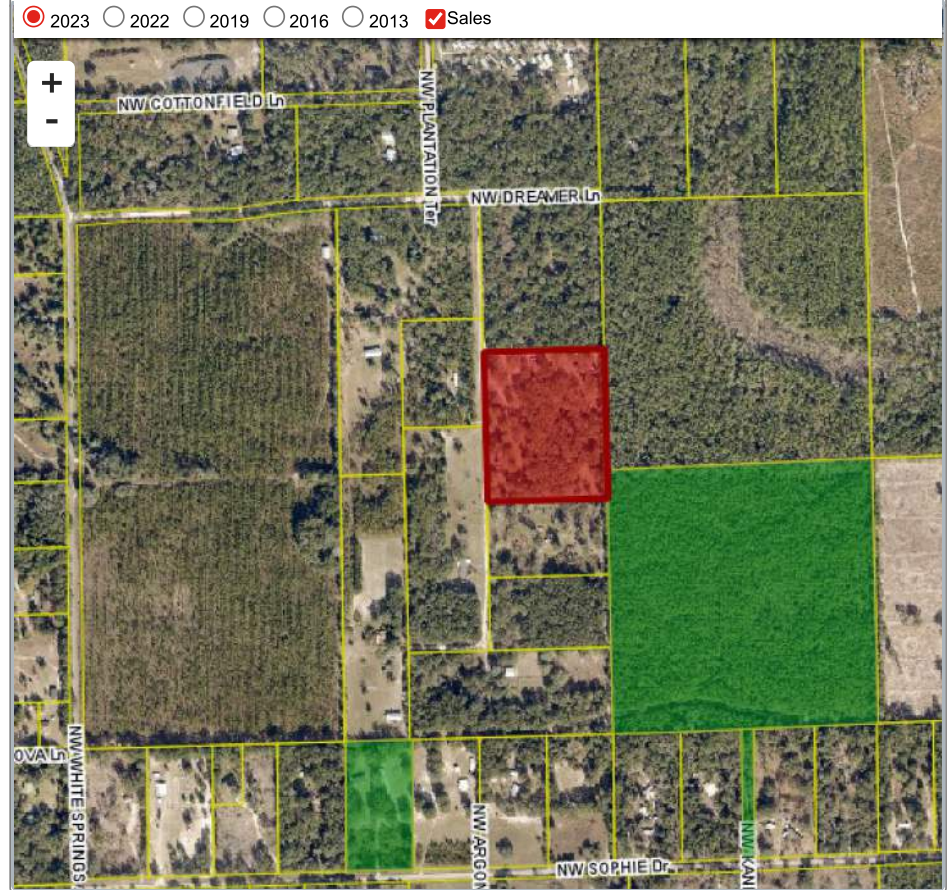 2023 2022 2019 2016 2013 Sales
+
-
NW COTTONFIELD Ln
NW PLANTATION Ter
NW DREAMER Ln
OVA Ln
NW WHITE SPRINGS
NW ARGON
NW SOPHIE Dr
NW KAN